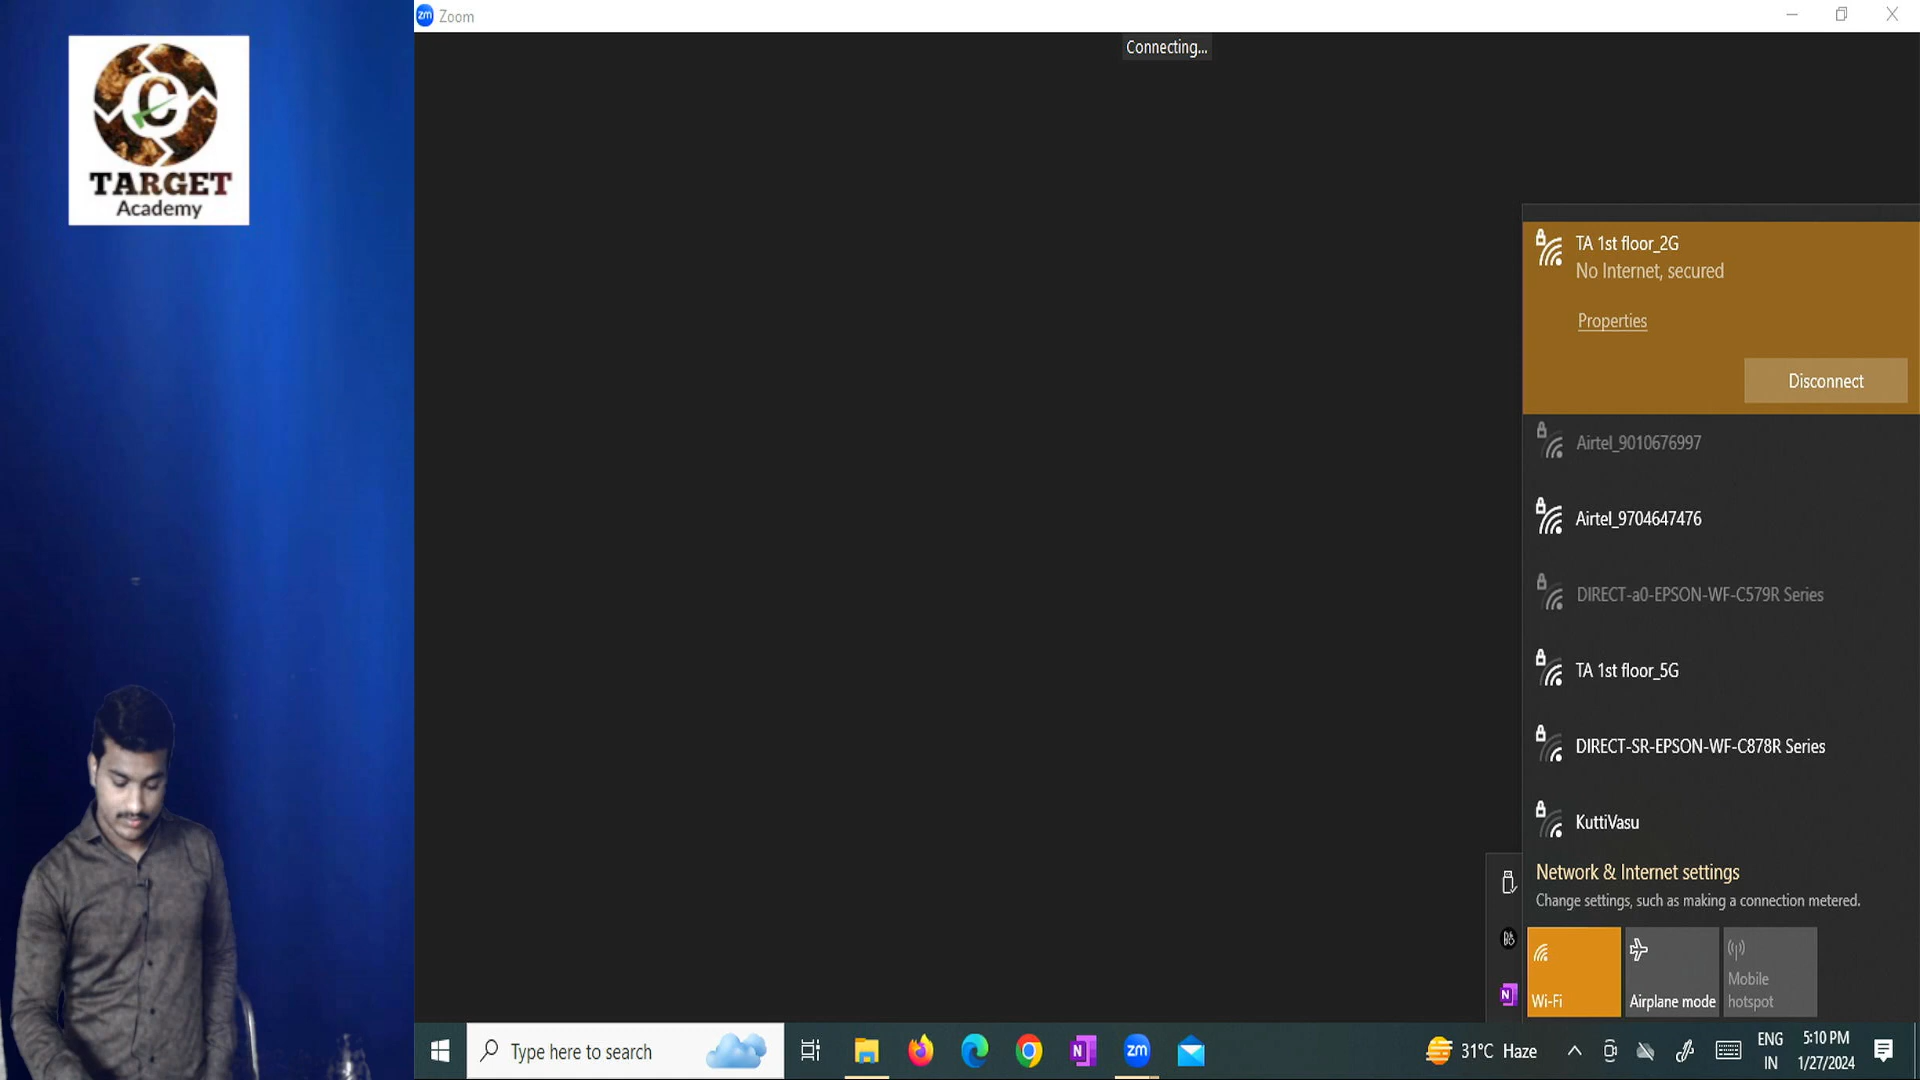 C
TARGET
Academy
zm Zoom
Connecting...
TA 1st floor_2G
No Internet, secured
Properties
Disconnect
Airtel_9010676997
Airtel_9704647476
DIRECT-a0-EPSON-WF-C579R Series
TA 1st floor_5G
DIRECT-SR-EPSON-WF-C878R Series
KuttiVasu
Network & Internet settings
Change settings, such as making a connection metered.
Wi-Fi
Airplane mode
Mobile
hotspot
Type here to search
N
zm
31°C Haze
ENG
IN
5:10 PM
1/27/2024